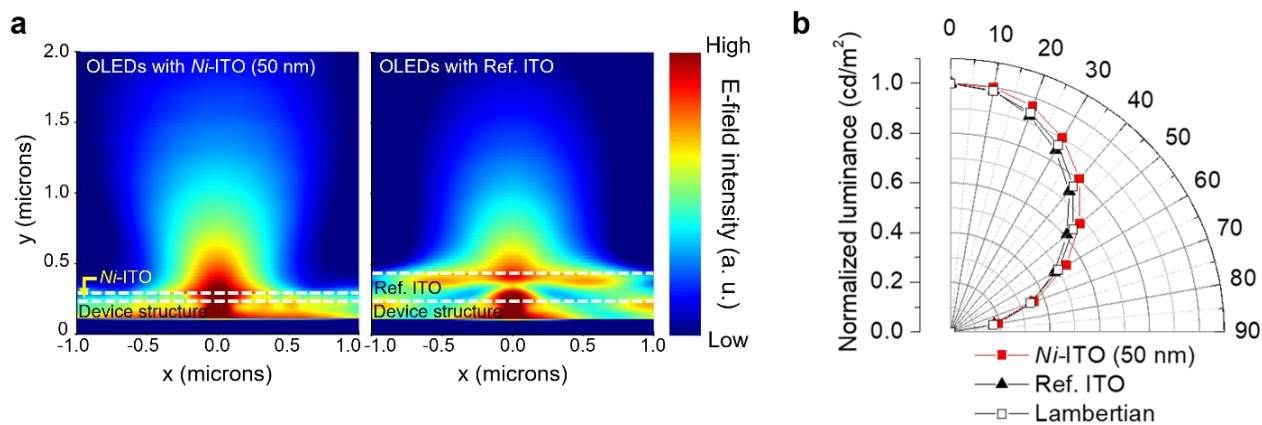 a
2.0
1.5
1.0
0.5
0
y (microns)
OLEDs with Ni-ITO (50 nm)
Ni-ITO
Device structure
-1.0 -0.5 0.0 0.5 1.0
x (microns)
OLEDs with Ref. ITO
Ref. ITO
Device structure
-1.0 -0.5 0.0 0.5 1.0
x (microns)
High
E-field intensity (a. u.)
Low
b
Normalized luminance (cd/m²)
1.0
0.8
0.6
0.4
0.2
0.0
0
10
20
30
40
50
60
70
80
90
Ni-ITO (50 nm)
Ref. ITO
Lambertian